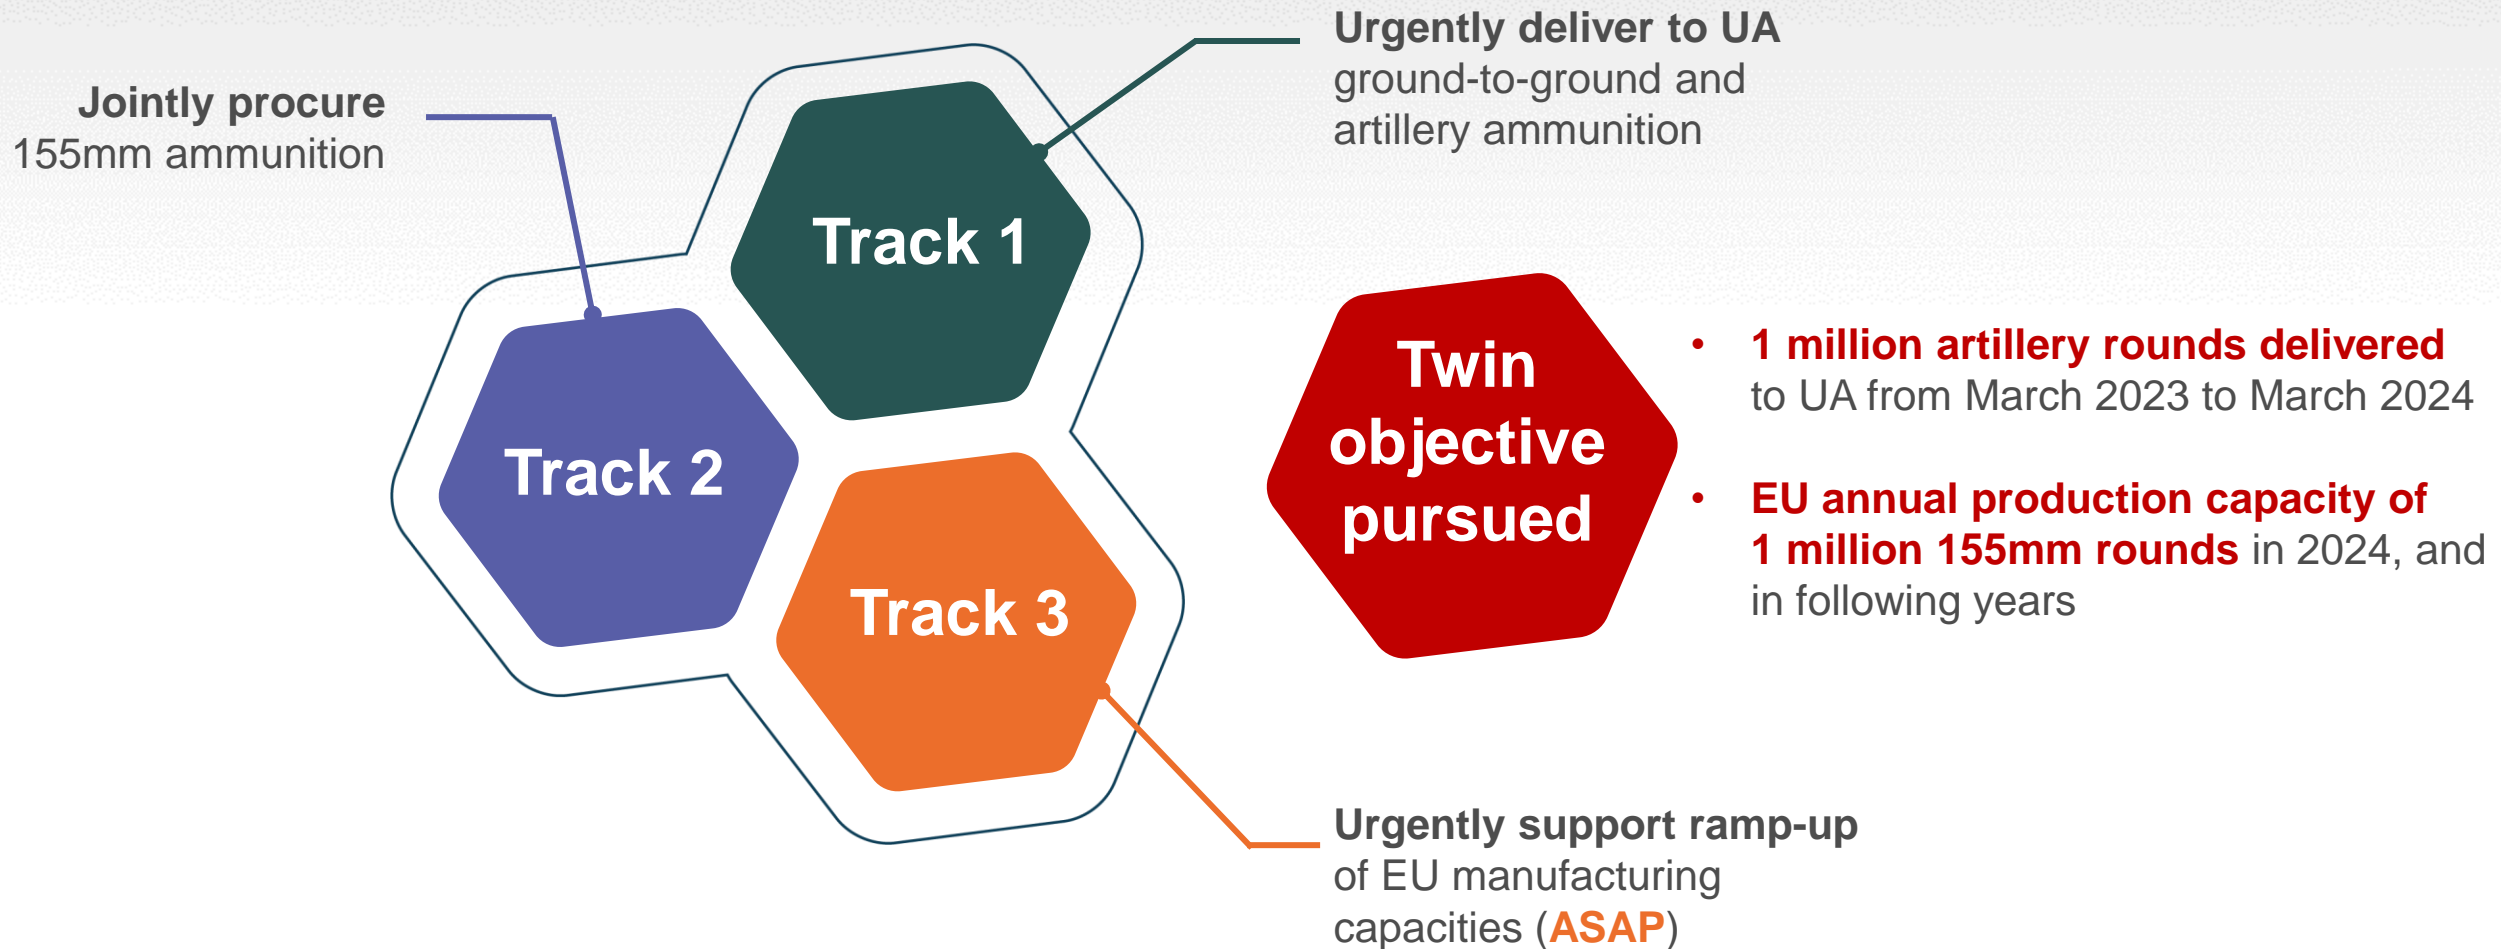 Jointly procure
155mm ammunition
Urgently deliver to UA
ground-to-ground and
artillery ammunition
Track 1
Track 2
Track 3
Twin
objective
pursued
• 1 million artillery rounds delivered
to UA from March 2023 to March 2024
• EU annual production capacity of
1 million 155mm rounds in 2024, and
in following years
Urgently support ramp-up
of EU manufacturing
capacities (ASAP)